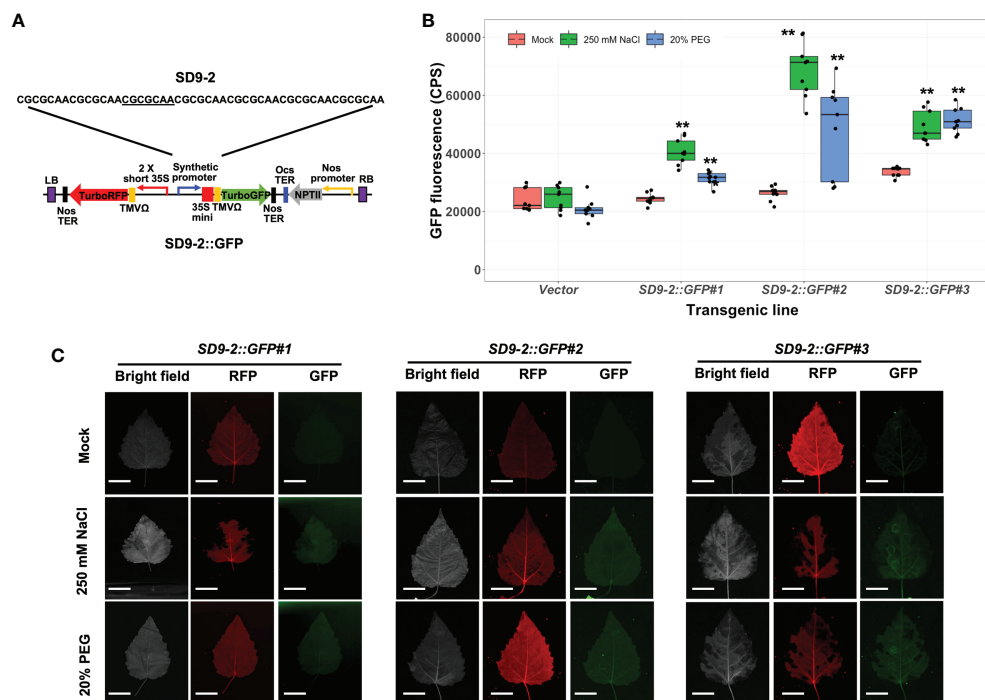 A
SD9-2
CGCGCAACGCGCAACGCGCAACGCGCAACGCGCAACGCGCAACGCGCAA
LB
Nos TER
TurboRFP
TMVΩ
2 X short 35S
Synthetic promoter
35S mini
TMVΩ
TurboGFP
Nos TER
Ocs TER
NPTII
Nos promoter
RB
SD9-2::GFP
B
GFP fluorescence (CPS)
80000
60000
40000
20000
0
Mock
250 mM NaCl
20% PEG
**
**
**
**
**
**
Vector
SD9-2::GFP#1
SD9-2::GFP#2
SD9-2::GFP#3
Transgenic line
C
SD9-2::GFP#1
SD9-2::GFP#2
SD9-2::GFP#3
Bright field
RFP
GFP
Bright field
RFP
GFP
Bright field
RFP
GFP
Mock
250 mM NaCl
20% PEG